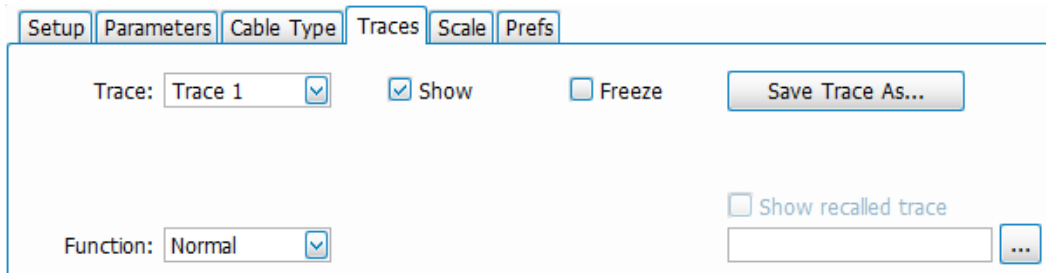 Setup Parameters Cable Type Traces Scale Prefs
Trace: Trace 1 Show Freeze Save Trace As...
Show recalled trace
Function: Normal ...